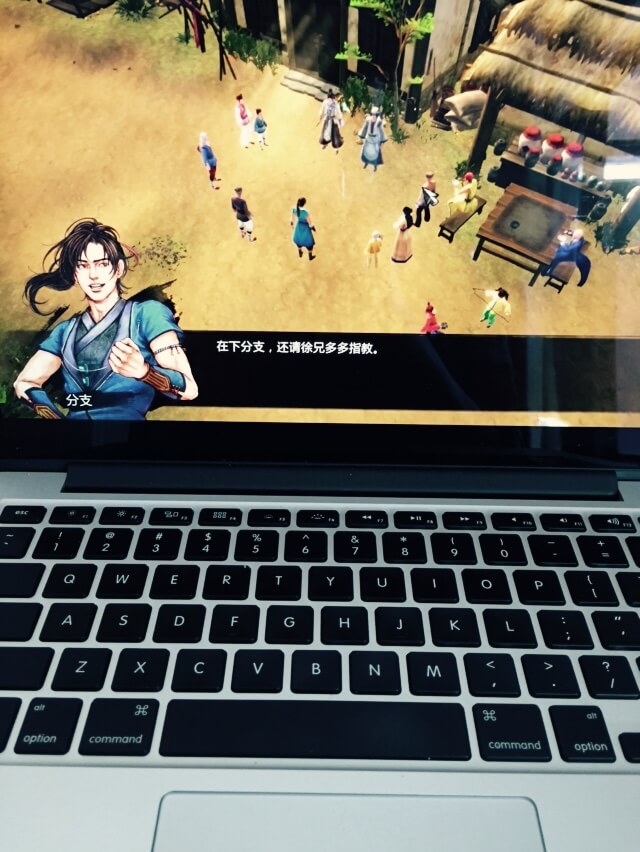 在下分支，还请徐兄多多指教。
分支
esc F1 F2 F3 F4 F5 F6 F7 F8 F9 F10 F11 F12
~ ! 1 @ 2 # 3 $ 4 % 5 ^ 6 & 7 * 8 ( 9 ) 0 _ - + =
Q W E R T Y U I O P { [
A S D F G H J K L : ; " '
Z X C V B N M < , > . ? /
alt option ⌘ command ⌘ command alt option